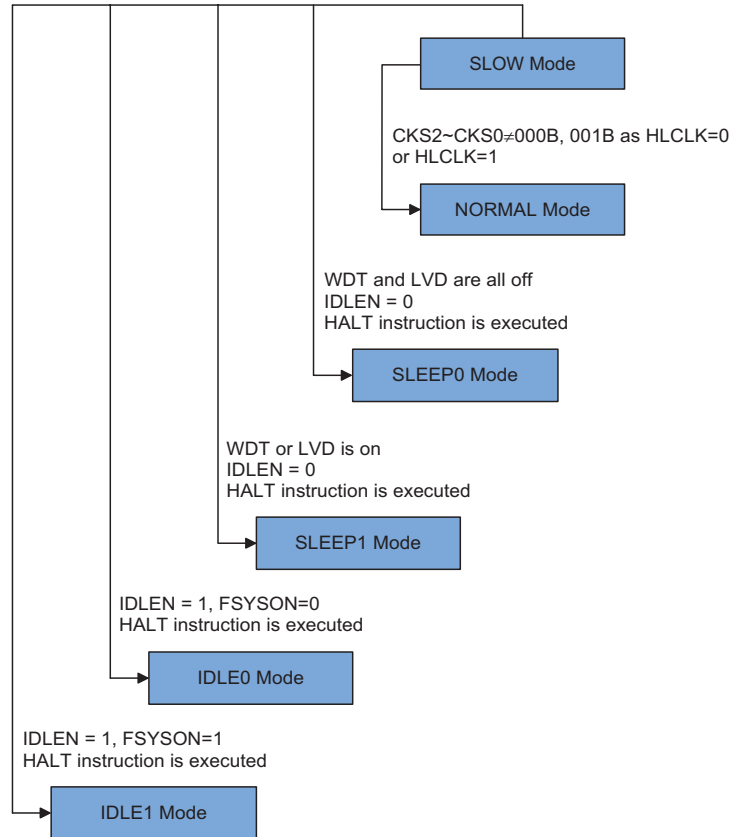 SLOW Mode
CKS2~CKS0≠000B, 001B as HLCLK=0
or HLCLK=1
NORMAL Mode
WDT and LVD are all off
IDLEN = 0
HALT instruction is executed
SLEEP0 Mode
WDT or LVD is on
IDLEN = 0
HALT instruction is executed
SLEEP1 Mode
IDLEN = 1, FSYSON=0
HALT instruction is executed
IDLE0 Mode
IDLEN = 1, FSYSON=1
HALT instruction is executed
IDLE1 Mode